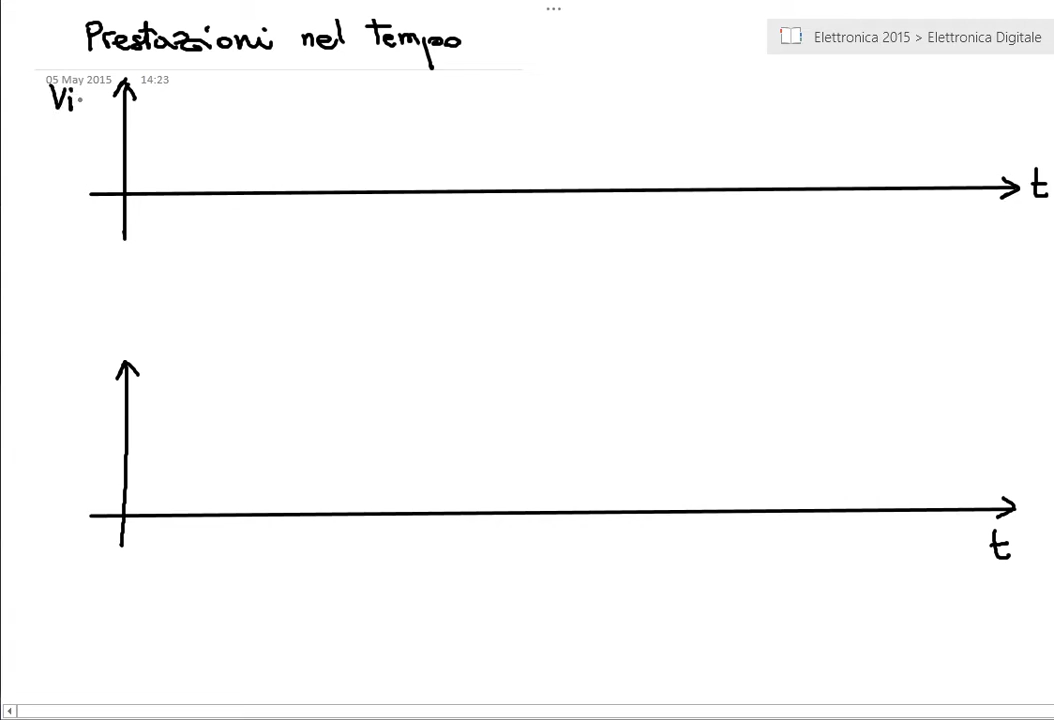 Prestazioni nel tempo
Elettronica 2015 > Elettronica Digitale
05 May 2015 14:23
Vi
t
t